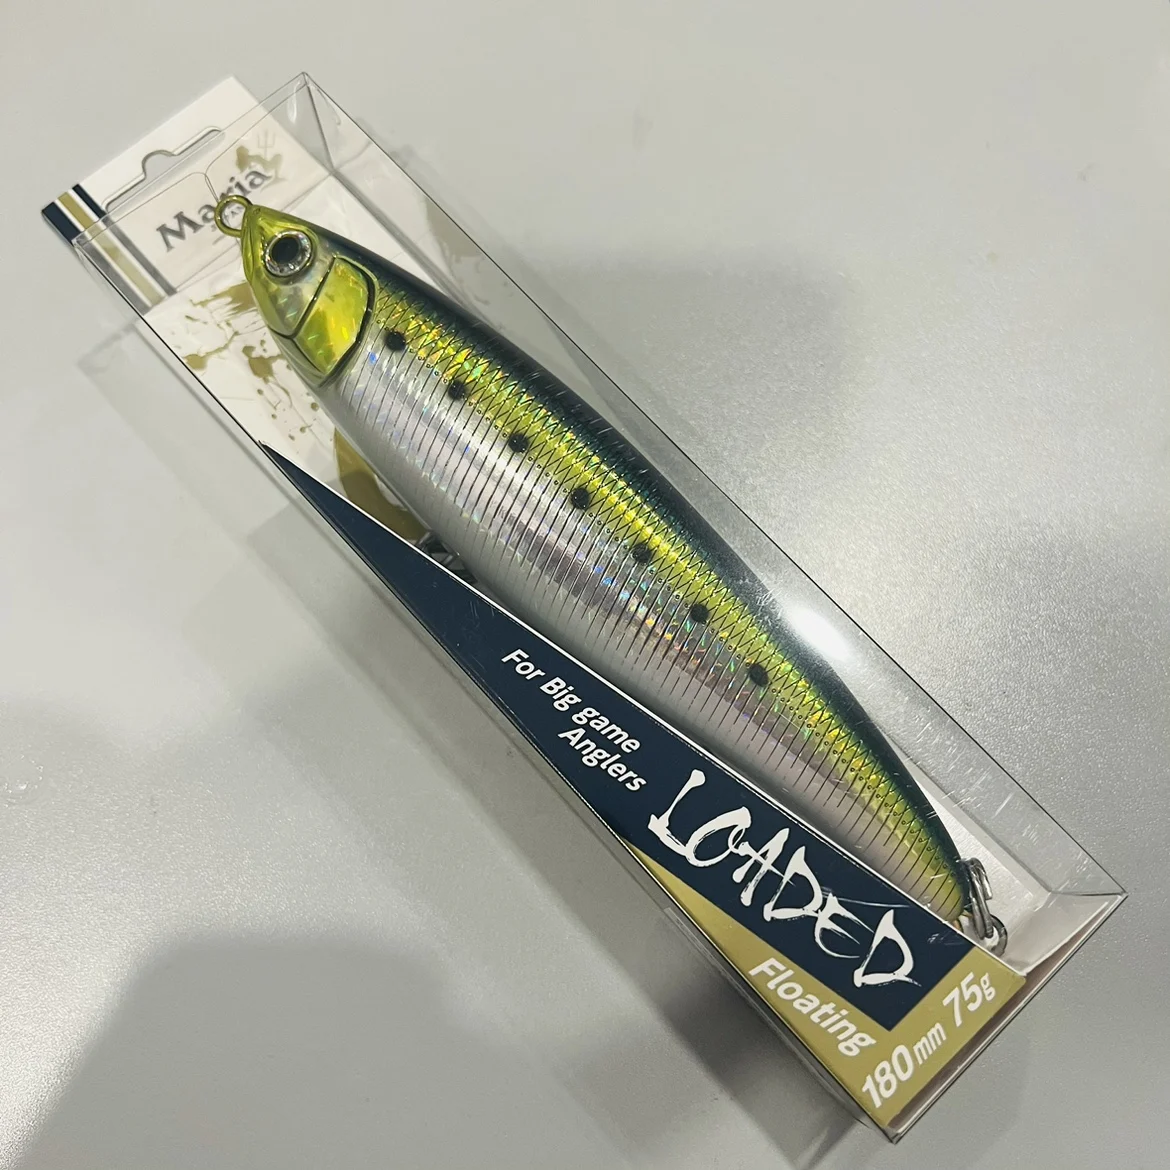 Maria
For Big game
Anglers
LOADED
Floating
180mm 75g